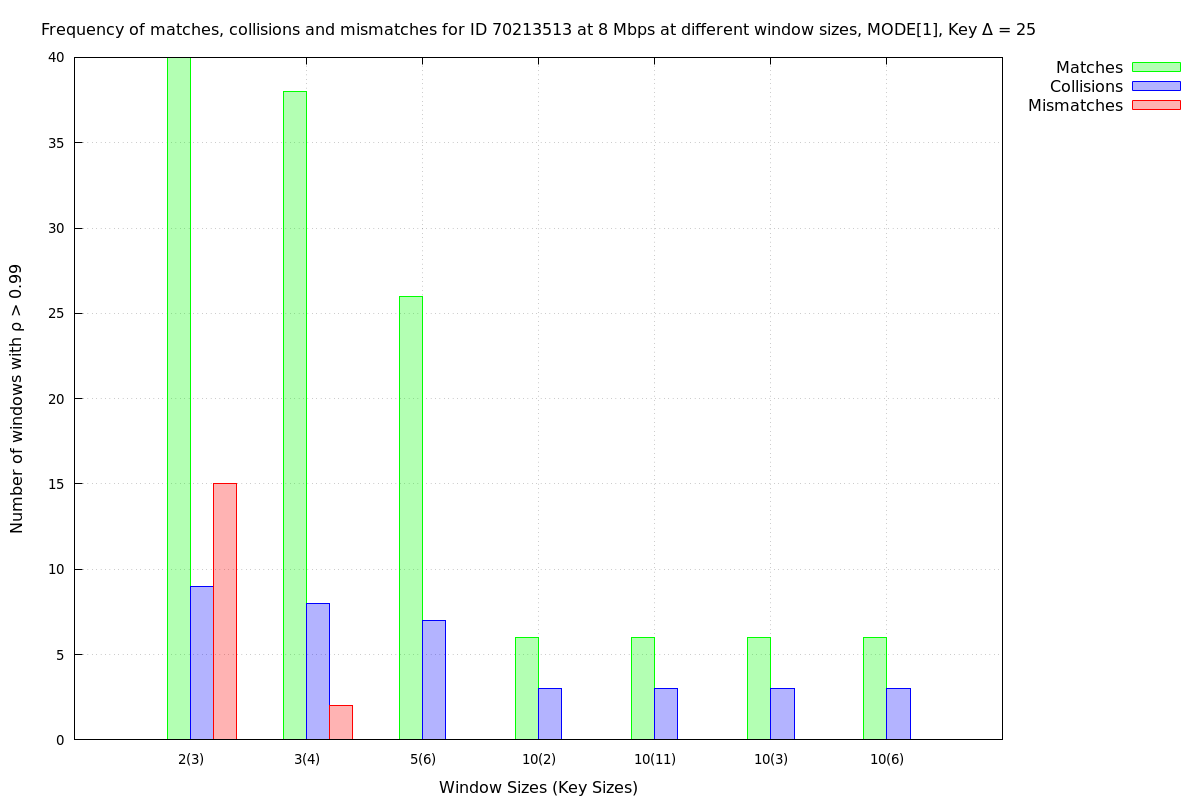 Frequency of matches, collisions and mismatches for ID 70213513 at 8 Mbps at different window sizes, MODE[1], Key Δ = 25
Matches
Collisions
Mismatches
Number of windows with ρ > 0.99
40
35
30
25
20
15
10
5
0
2(3) 3(4) 5(6) 10(2) 10(11) 10(3) 10(6)
Window Sizes (Key Sizes)